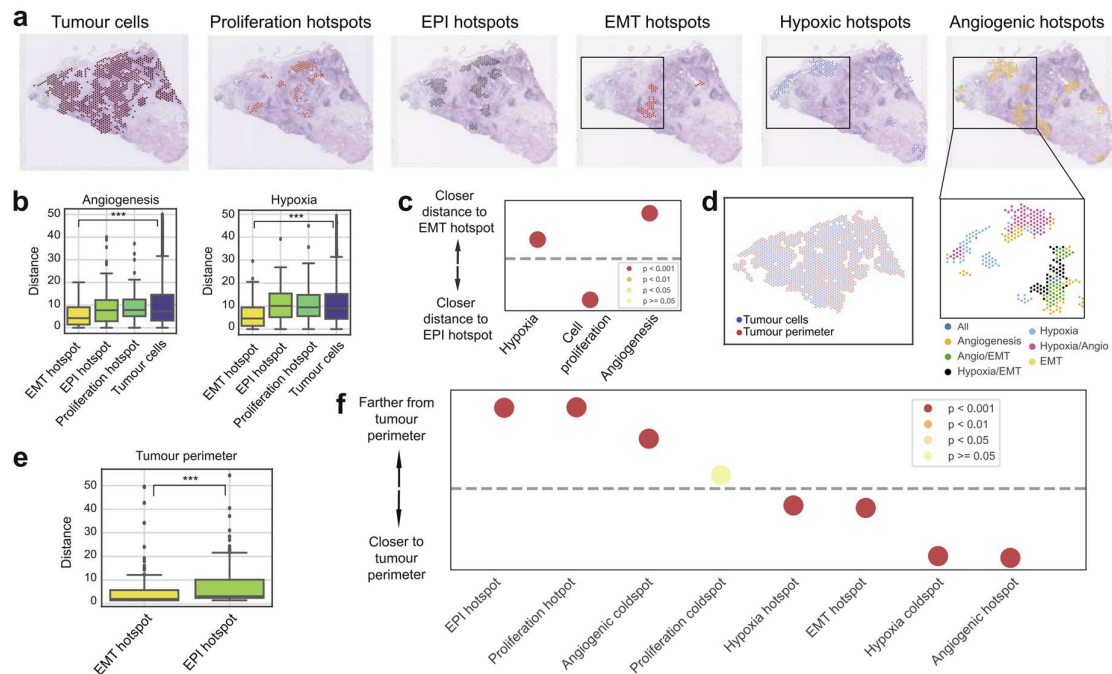 a
Tumour cells
Proliferation hotspots
EPI hotspots
EMT hotspots
Hypoxic hotspots
Angiogenic hotspots
b
Angiogenesis
***
Distance
50
40
30
20
10
0
EMT hotspot
EPI hotspot
Proliferation hotspot
Tumour cells
Hypoxia
***
Distance
50
40
30
20
10
0
EMT hotspot
EPI hotspot
Proliferation hotspot
Tumour cells
c
Closer
distance to
EMT hotspot
Closer
distance to
EPI hotspot
p < 0.001
p < 0.01
p < 0.05
p >= 0.05
Hypoxia
Cell
proliferation
Angiogenesis
d
Tumour cells
Tumour perimeter
All
Angiogenesis
Angio/EMT
Hypoxia/EMT
Hypoxia
Hypoxia/Angio
EMT
e
Tumour perimeter
***
Distance
50
40
30
20
10
0
EMT hotspot
EPI hotspot
f
Farther from
tumour
perimeter
Closer to
tumour
perimeter
p < 0.001
p < 0.01
p < 0.05
p >= 0.05
EPI hotspot
Proliferation hotpot
Angiogenic coldspot
Proliferation coldspot
Hypoxia hotspot
EMT hotspot
Hypoxia coldspot
Angiogenic hotspot